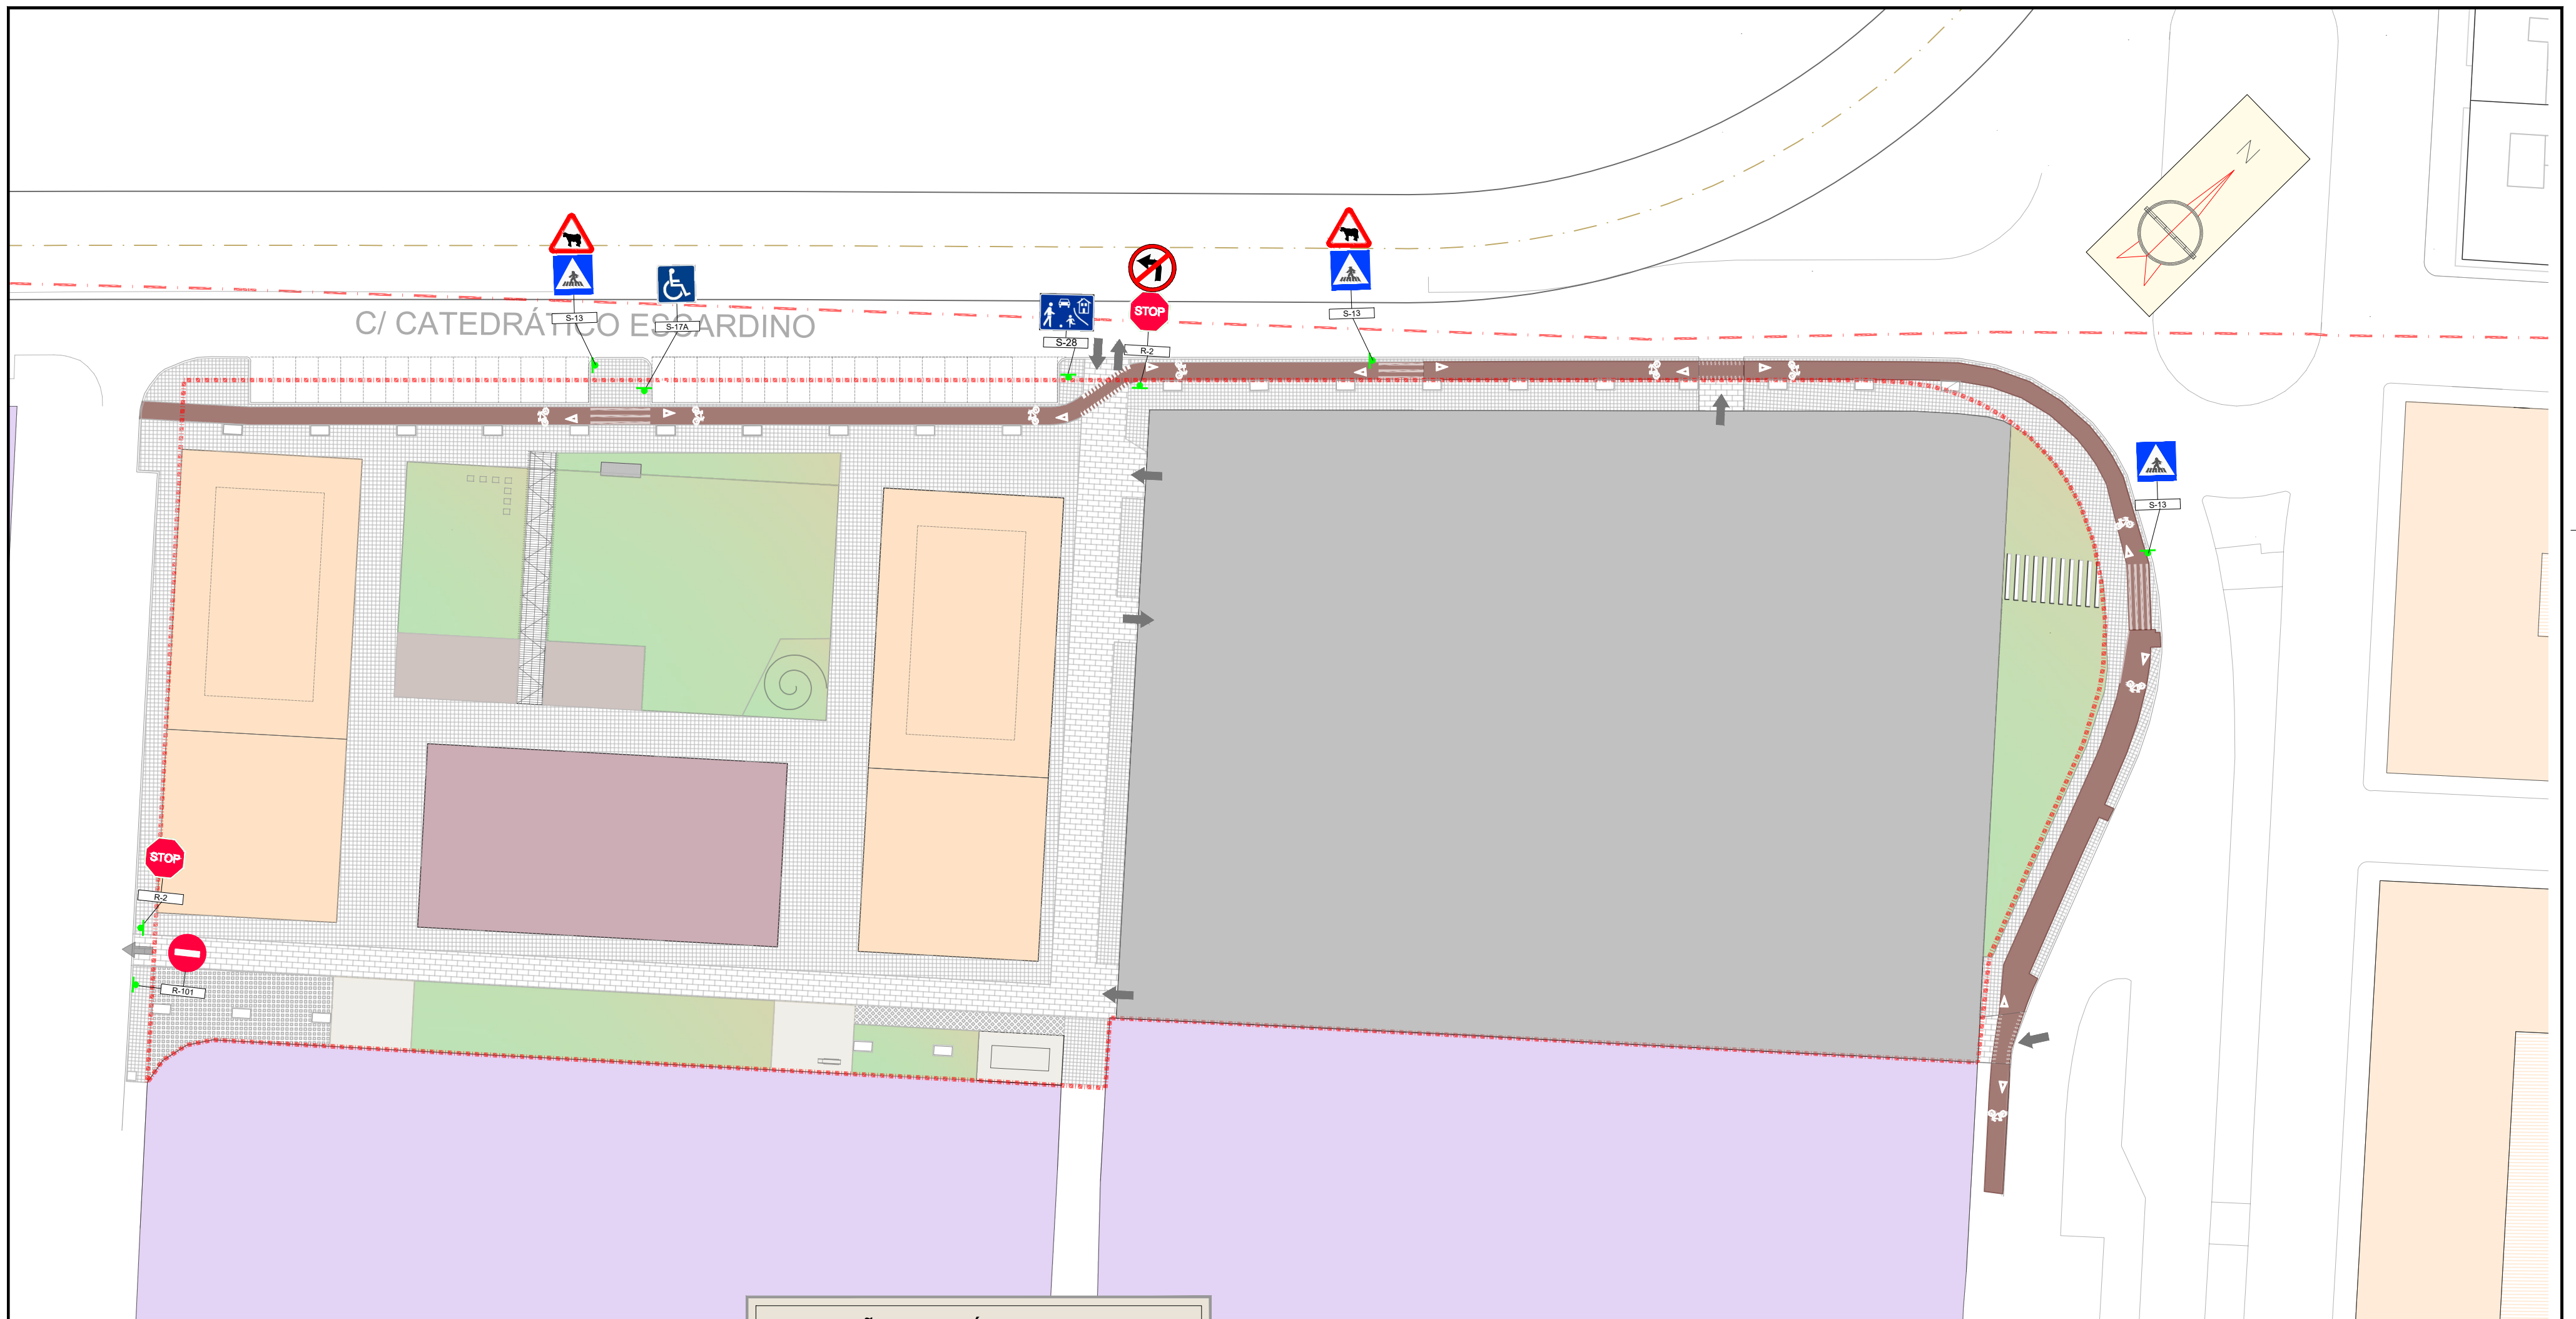 N
C/ CATEDRÁTICO ESCARDINO
S-13
S-17A
S-28
STOP
R-2
S-13
S-13
STOP
R-2
R-101